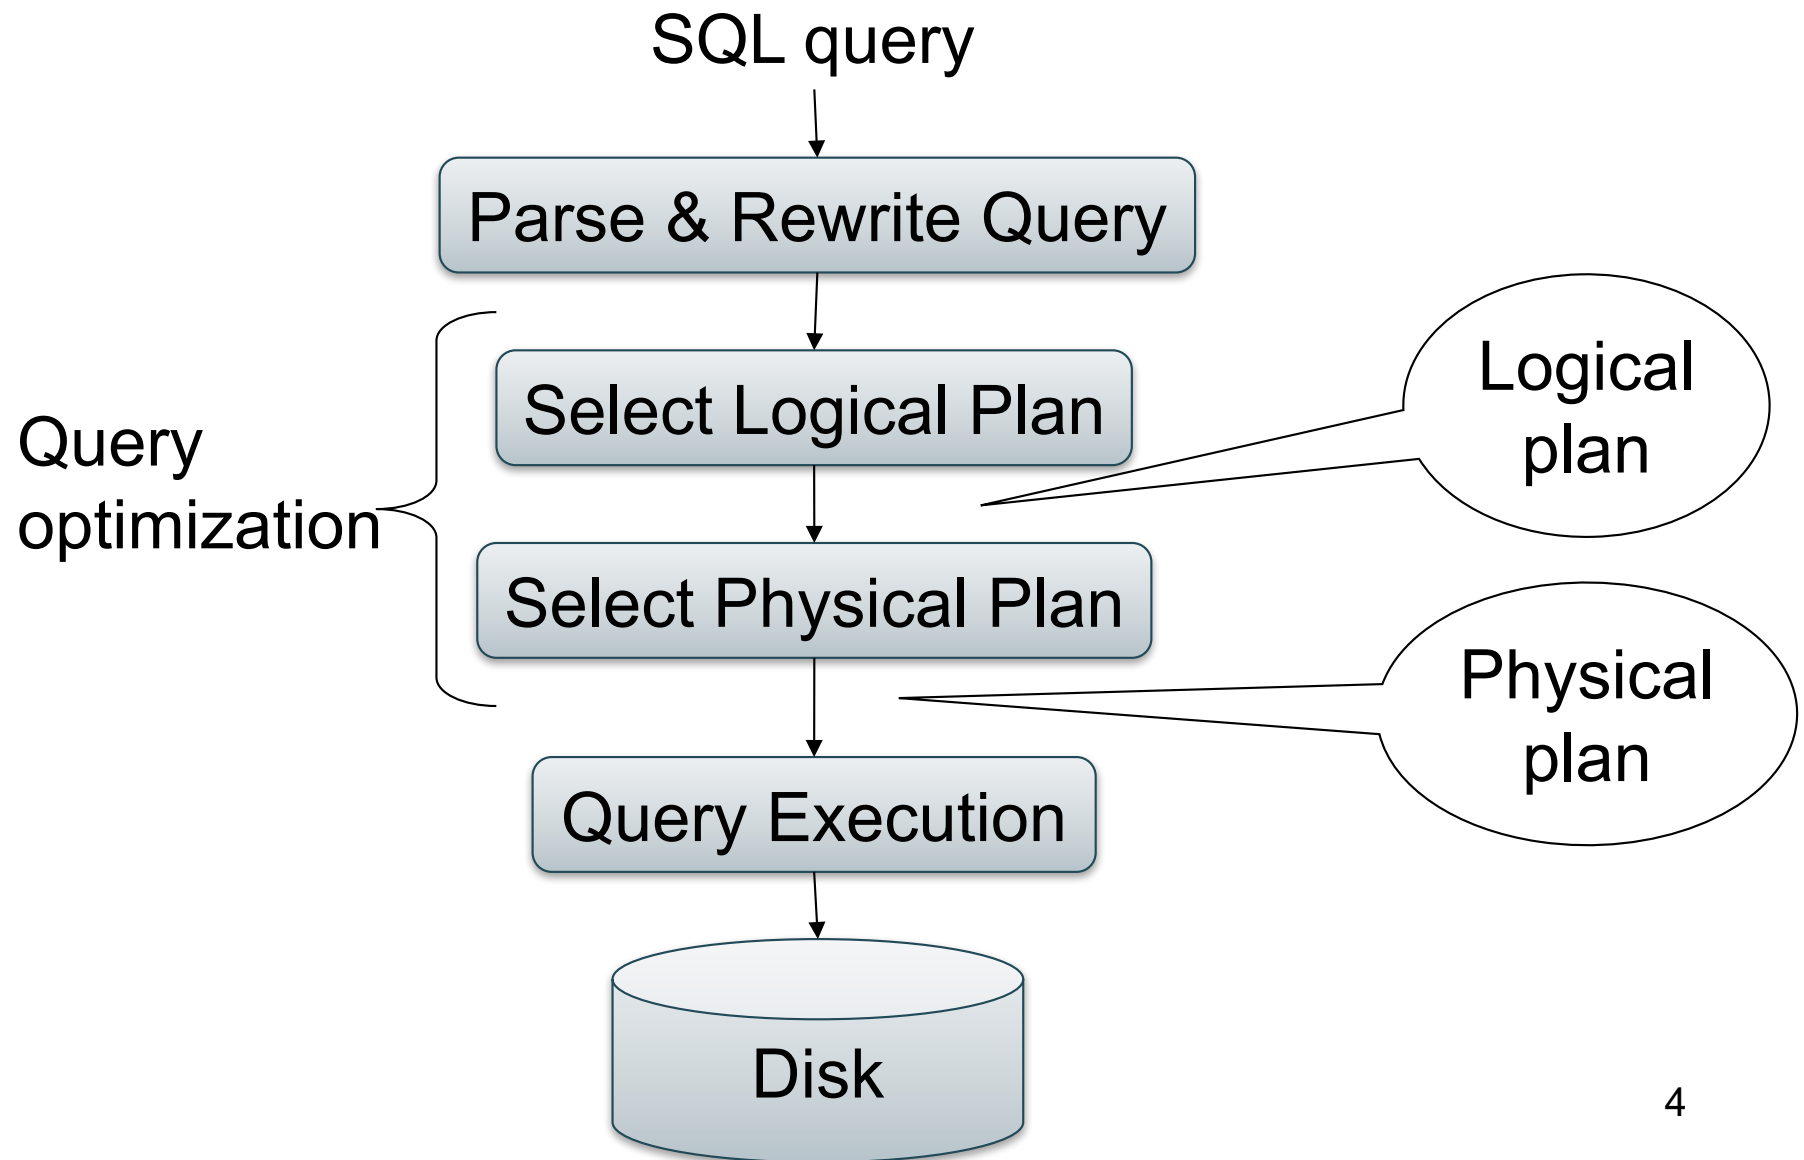 SQL query
Parse & Rewrite Query
Select Logical Plan
Query
optimization
Logical
plan
Select Physical Plan
Physical
plan
Query Execution
Disk
4